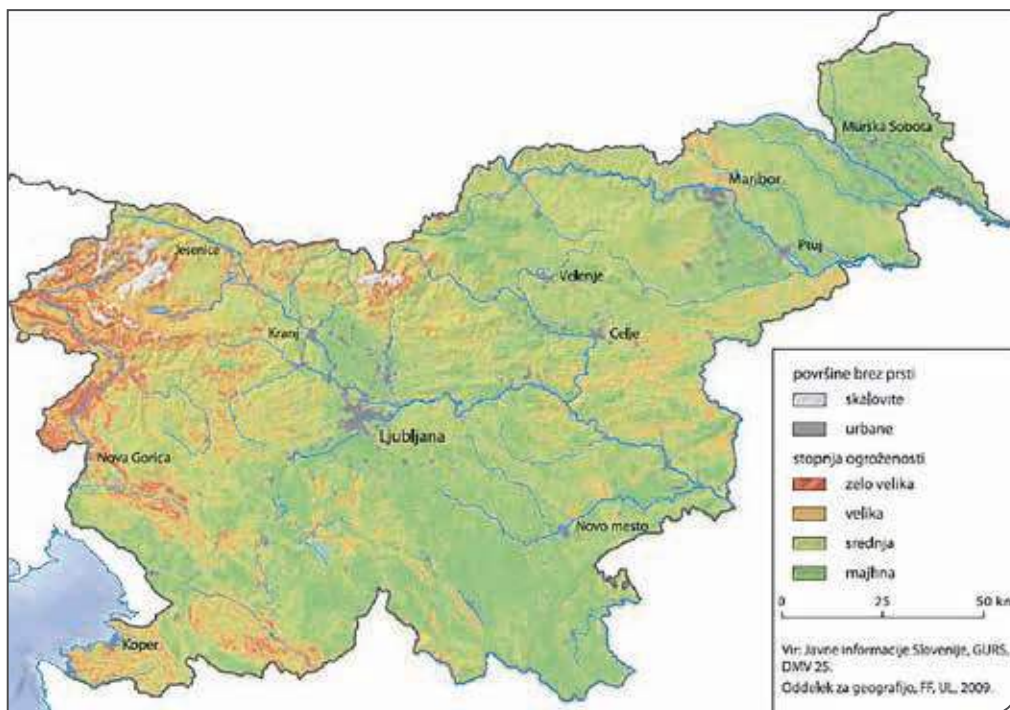 Murska Sobota
Maribor
Jesenice
Ptuj
Velenje
Kranj
Celje
Ljubljana
Nova Gorica
Novo mesto
Koper
površine brez prsti
skalovite
urbane
stopnja ogroženosti
zelo velika
velika
srednja
majhna
0 25 50 km
Vir: Javne informacije Slovenije, GURS,
DMV 25.
Oddelek za geografijo, FF, UL, 2009.